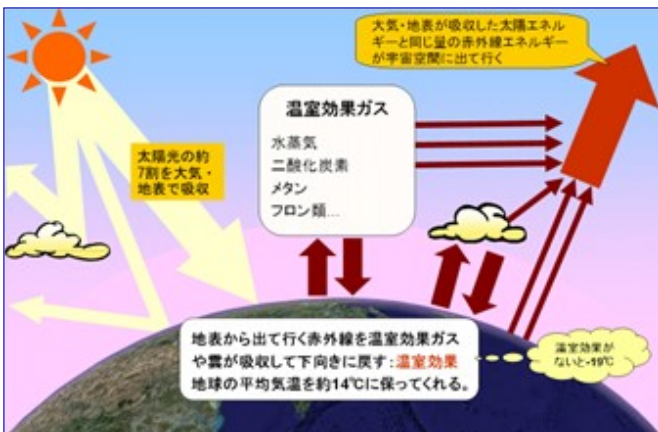 大気・地表が吸収した太陽エネル
ギーと同じ量の赤外線エネルギー
が宇宙空間に出て行く
温室効果ガス
水蒸気
二酸化炭素
メタン
フロン類…
太陽光の約
7割を大気・
地表で吸収
地表から出て行く赤外線を温室効果ガス
や雲が吸収して下向きに戻す：温室効果
地球の平均気温を約14℃に保ってくれる。
温室効果が
ないと-19℃